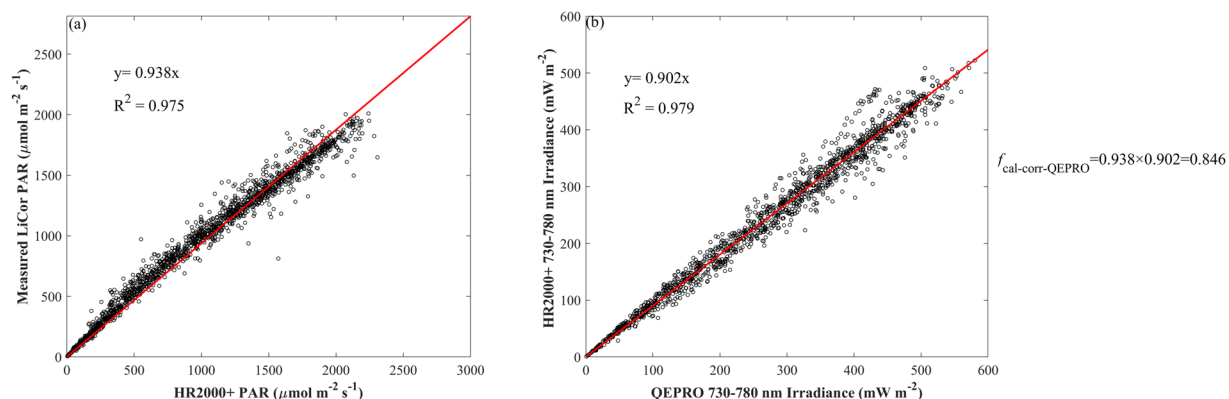 (a)
y= 0.938x
R² = 0.975
2500
2000
1500
1000
500
0
Measured LiCor PAR (μmol m⁻² s⁻¹)
0 500 1000 1500 2000 2500 3000
HR2000+ PAR (μmol m⁻² s⁻¹)
(b)
y= 0.902x
R² = 0.979
600
500
400
300
200
100
0
HR2000+ 730-780 nm Irradiance (mW m⁻²)
0 100 200 300 400 500 600
QEPRO 730-780 nm Irradiance (mW m⁻²)
f cal-corr-QEPRO=0.938×0.902=0.846